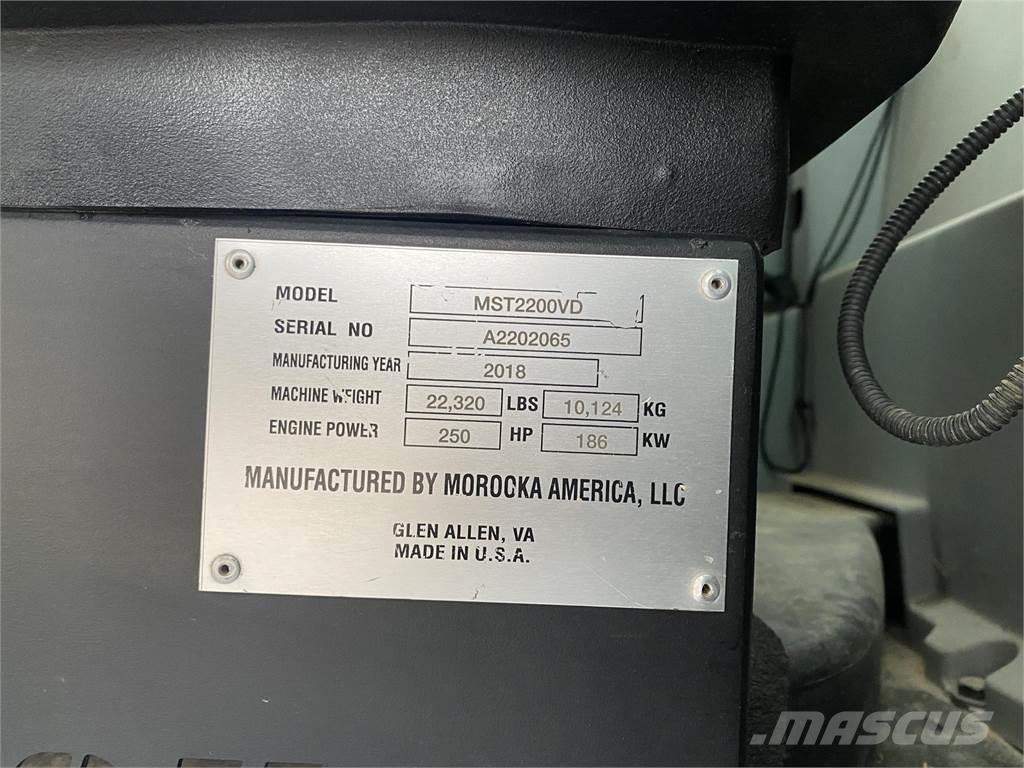 MODEL MST2200VD
SERIAL NO A2202065
MANUFACTURING YEAR 2018
MACHINE WEIGHT 22,320 LBS 10,124 KG
ENGINE POWER 250 HP 186 KW
MANUFACTURED BY MOROOKA AMERICA, LLC
GLEN ALLEN, VA
MADE IN U.S.A.
MASCUS